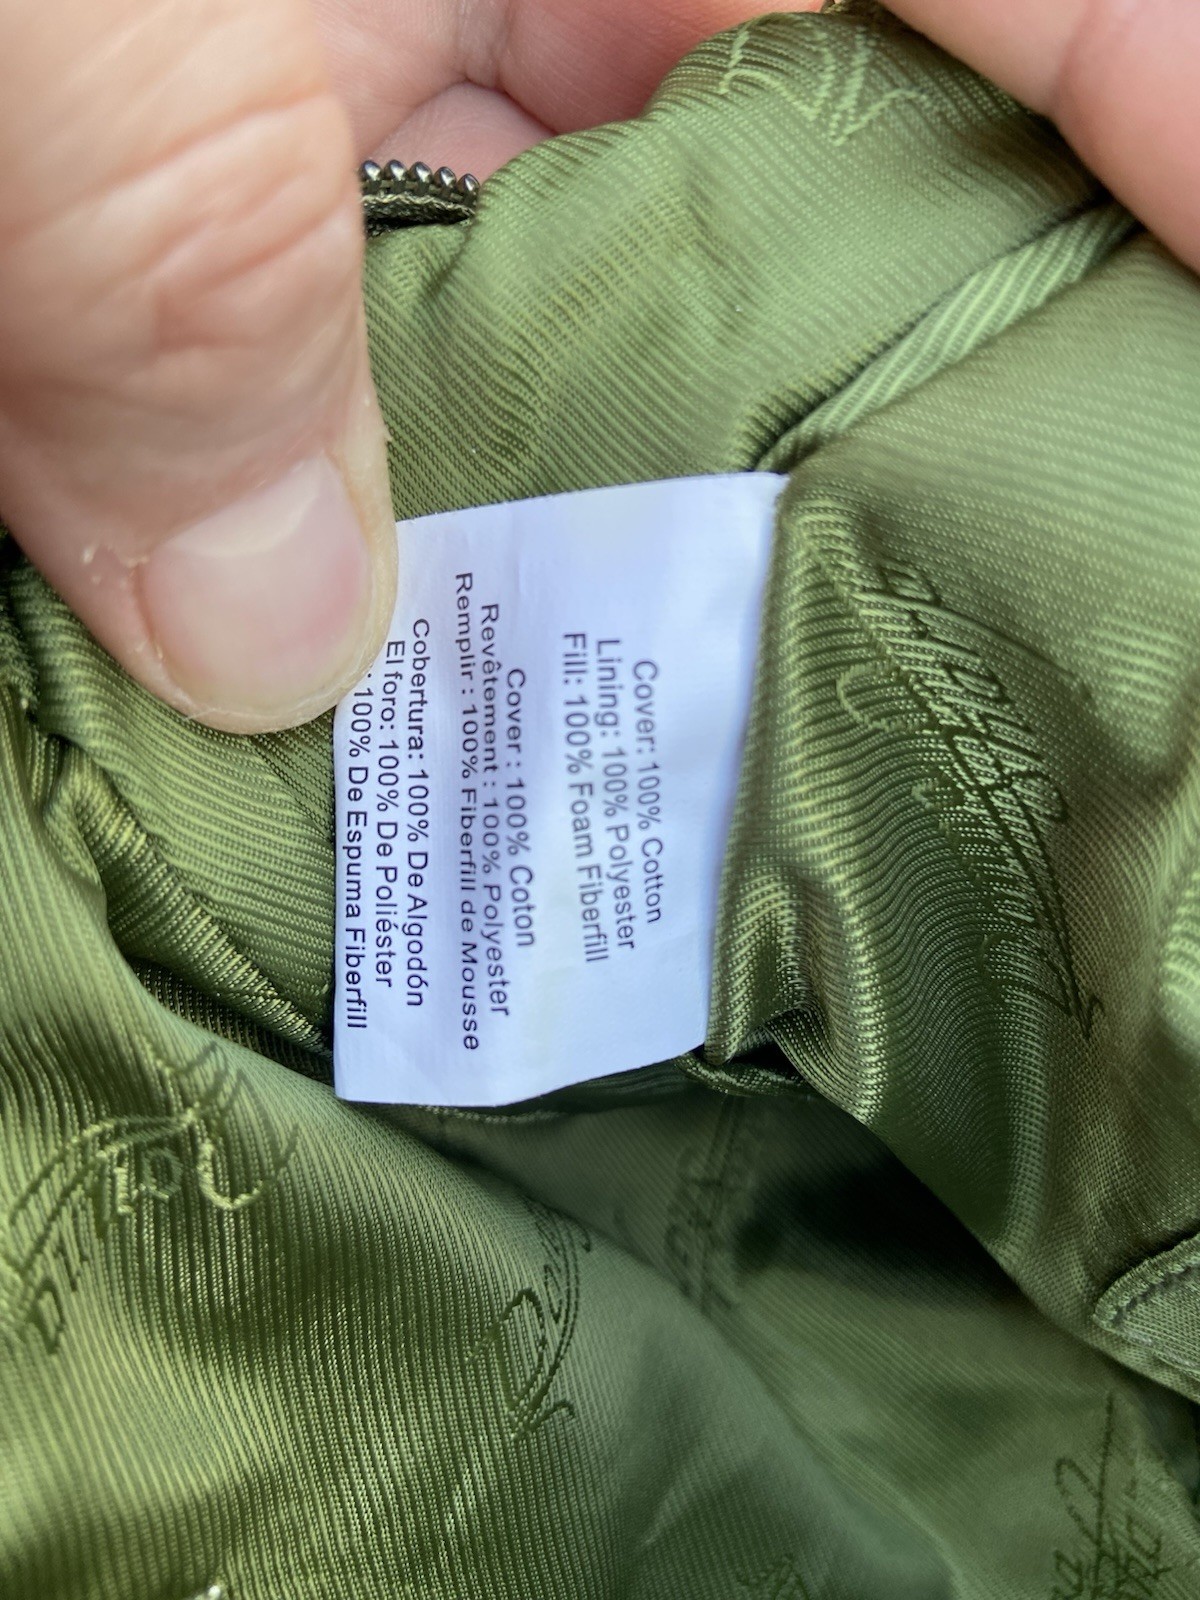 Cover: 100% Cotton
Lining: 100% Polyester
Fill: 100% Foam Fiberfill
Cover : 100% Coton
Revêtement : 100% Polyester
Remplir : 100% Fiberfill de Mousse
Cobertura: 100% De Algodón
El foro: 100% De Poliéster
: 100% De Espuma Fiberfill